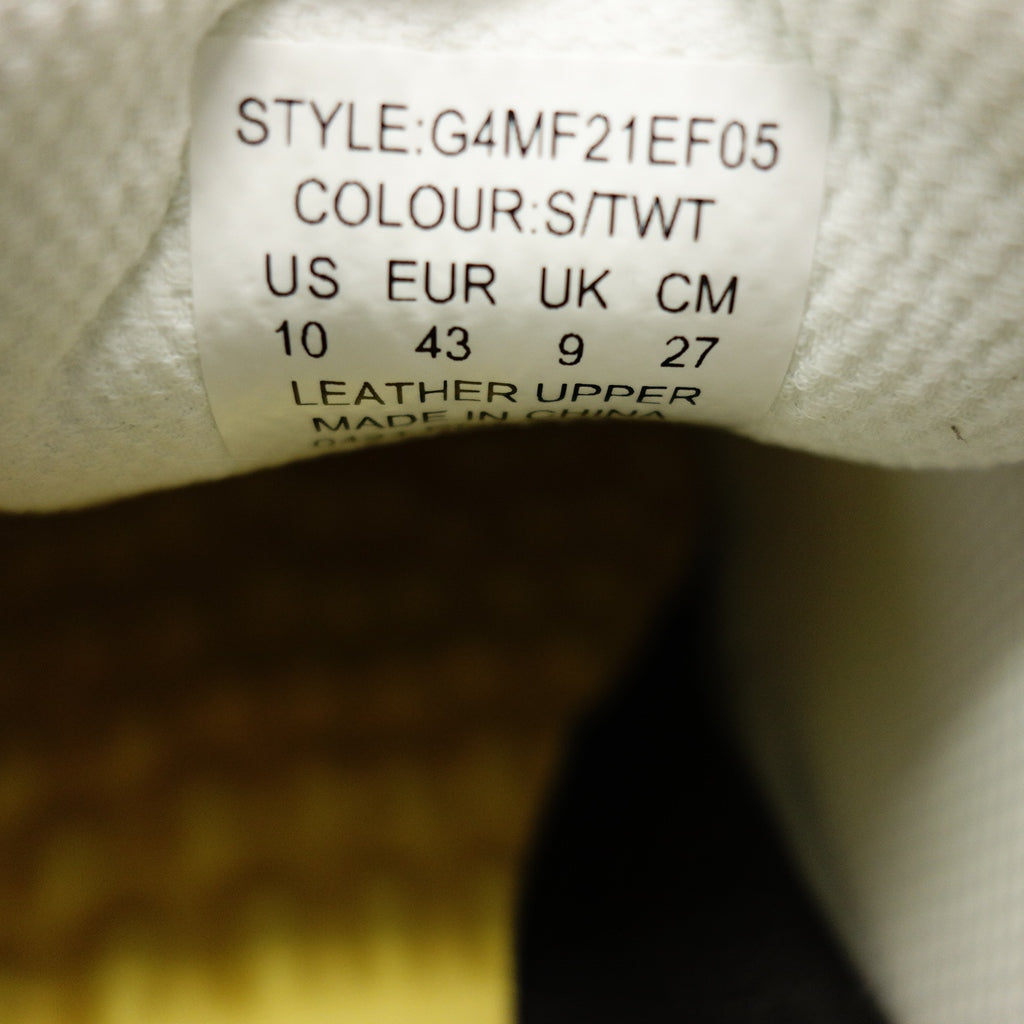 STYLE:G4MF21EF05
COLOUR:S/TWT
US EUR UK CM
10 43 9 27
LEATHER UPPER
MADE IN CHINA